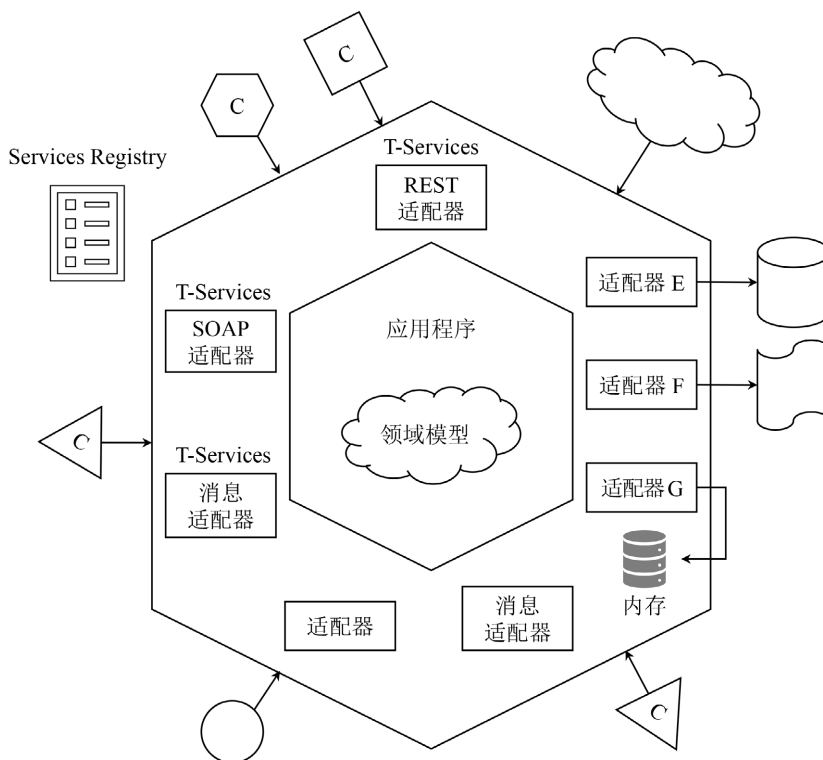 C
C
Services Registry
T-Services
REST
适配器
适配器 E
T-Services
SOAP
适配器
应用程序
适配器 F
C
领域模型
T-Services
消息
适配器
适配器 G
内存
适配器
消息
适配器
C